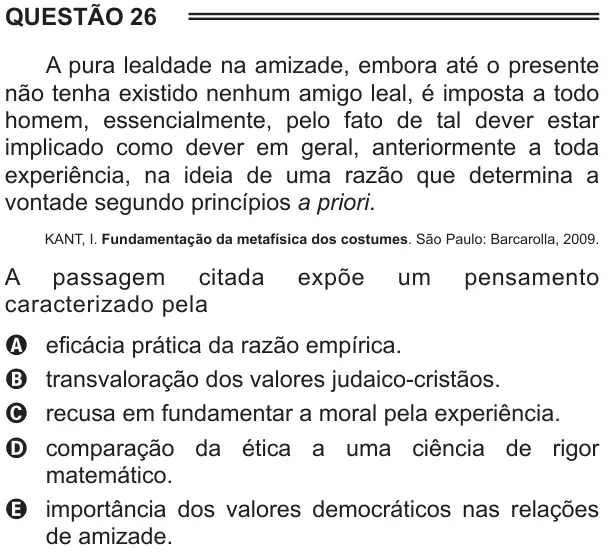 QUESTÃO 26
A pura lealdade na amizade, embora até o presente
não tenha existido nenhum amigo leal, é imposta a todo
homem, essencialmente, pelo fato de tal dever estar
implicado como dever em geral, anteriormente a toda
experiência, na ideia de uma razão que determina a
vontade segundo princípios a priori.
KANT, I. Fundamentação da metafísica dos costumes. São Paulo: Barcarolla, 2009.
A passagem citada expõe um pensamento
caracterizado pela
A eficácia prática da razão empírica.
B transvaloração dos valores judaico-cristãos.
C recusa em fundamentar a moral pela experiência.
D comparação da ética a uma ciência de rigor
matemático.
E importância dos valores democráticos nas relações
de amizade.